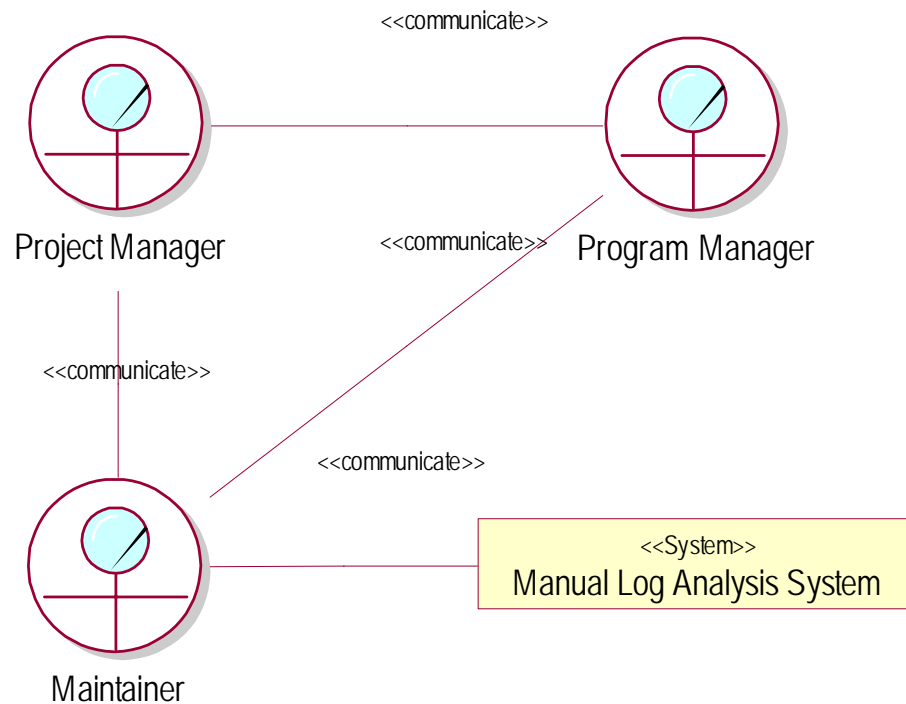 <<communicate>>
Project Manager
<<communicate>>
Program Manager
<<communicate>>
<<communicate>>
<<System>>
Manual Log Analysis System
Maintainer